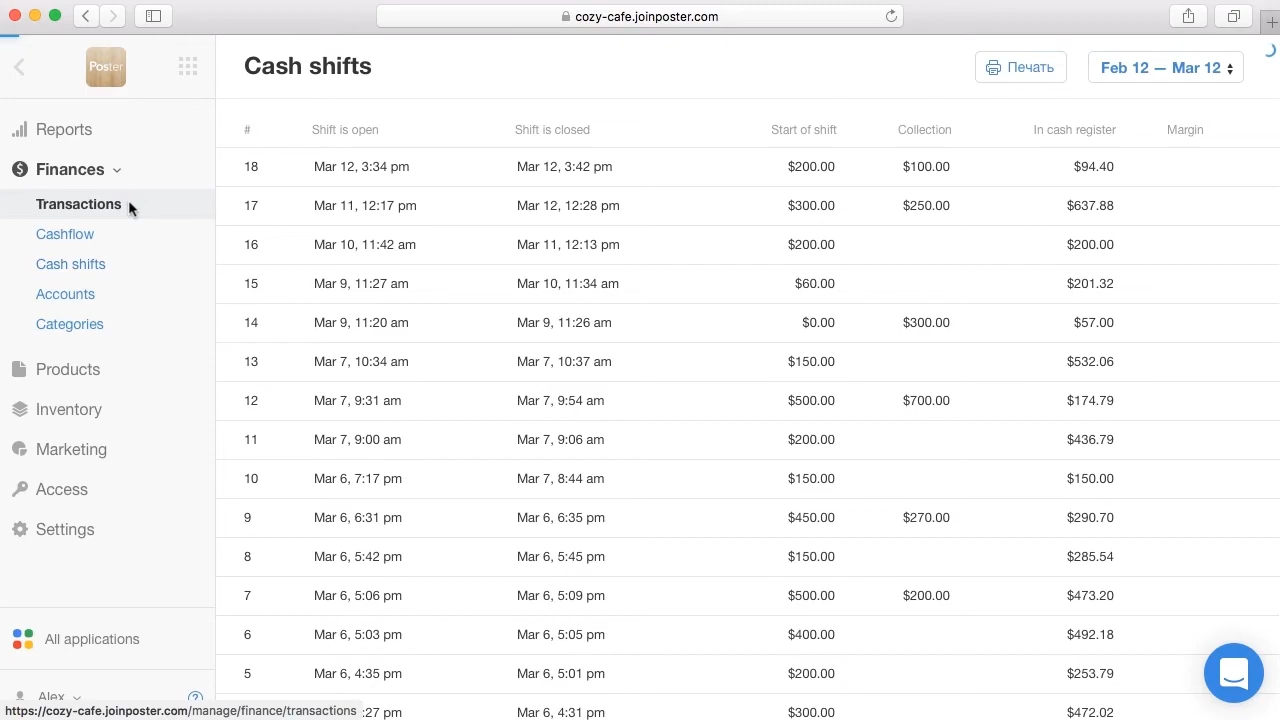 cozy-cafe.joinposter.com
Poster
Cash shifts
Печать
Feb 12 — Mar 12
Reports
Finances
Transactions
Cashflow
Cash shifts
Accounts
Categories
Products
Inventory
Marketing
Access
Settings
All applications
Alex
?
https://cozy-cafe.joinposter.com/manage/finance/transactions
# Shift is open Shift is closed Start of shift Collection In cash register Margin
18 Mar 12, 3:34 pm Mar 12, 3:42 pm $200.00 $100.00 $94.40
17 Mar 11, 12:17 pm Mar 12, 12:28 pm $300.00 $250.00 $637.88
16 Mar 10, 11:42 am Mar 11, 12:13 pm $200.00 $200.00
15 Mar 9, 11:27 am Mar 10, 11:34 am $60.00 $201.32
14 Mar 9, 11:20 am Mar 9, 11:26 am $0.00 $300.00 $57.00
13 Mar 7, 10:34 am Mar 7, 10:37 am $150.00 $532.06
12 Mar 7, 9:31 am Mar 7, 9:54 am $500.00 $700.00 $174.79
11 Mar 7, 9:00 am Mar 7, 9:06 am $200.00 $436.79
10 Mar 6, 7:17 pm Mar 7, 8:44 am $150.00 $150.00
9 Mar 6, 6:31 pm Mar 6, 6:35 pm $450.00 $270.00 $290.70
8 Mar 6, 5:42 pm Mar 6, 5:45 pm $150.00 $285.54
7 Mar 6, 5:06 pm Mar 6, 5:09 pm $500.00 $200.00 $473.20
6 Mar 6, 5:03 pm Mar 6, 5:05 pm $400.00 $492.18
5 Mar 6, 4:35 pm Mar 6, 5:01 pm $200.00 $253.79
:27 pm Mar 6, 4:31 pm $300.00 $472.02